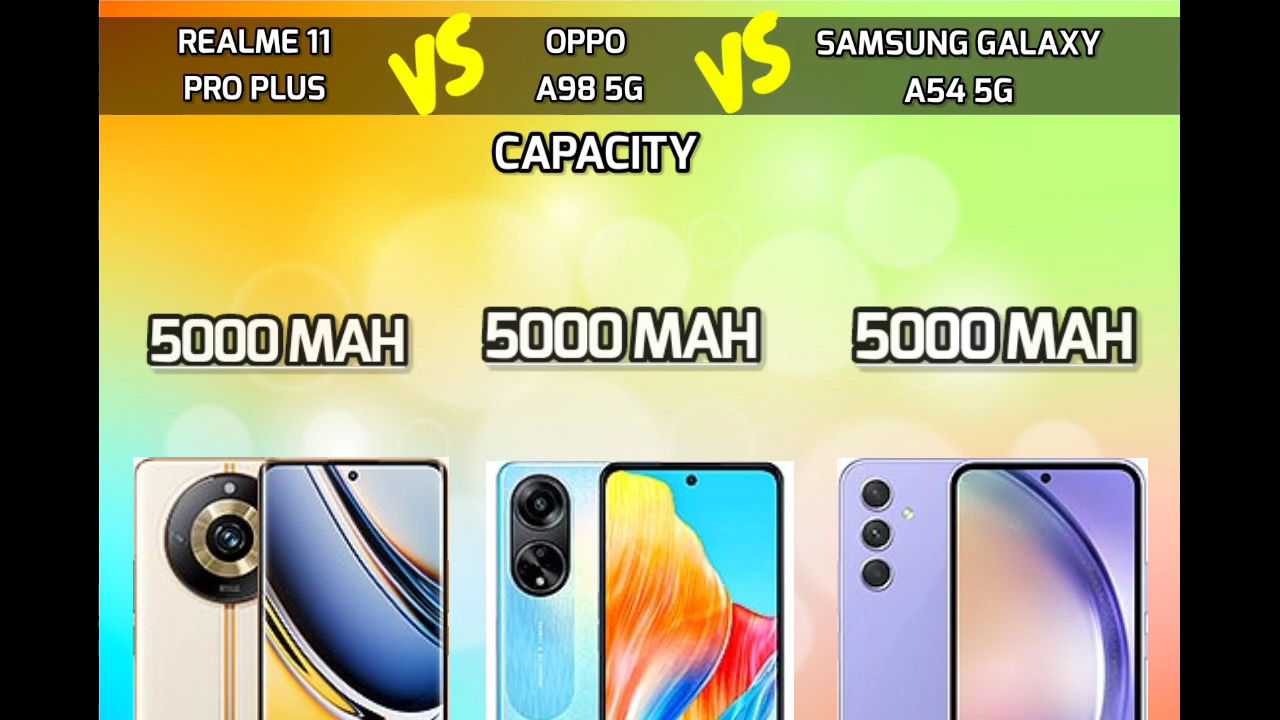 REALME 11
PRO PLUS
VS
OPPO
A98 5G
VS
SAMSUNG GALAXY
A54 5G
CAPACITY
5000 MAH
5000 MAH
5000 MAH